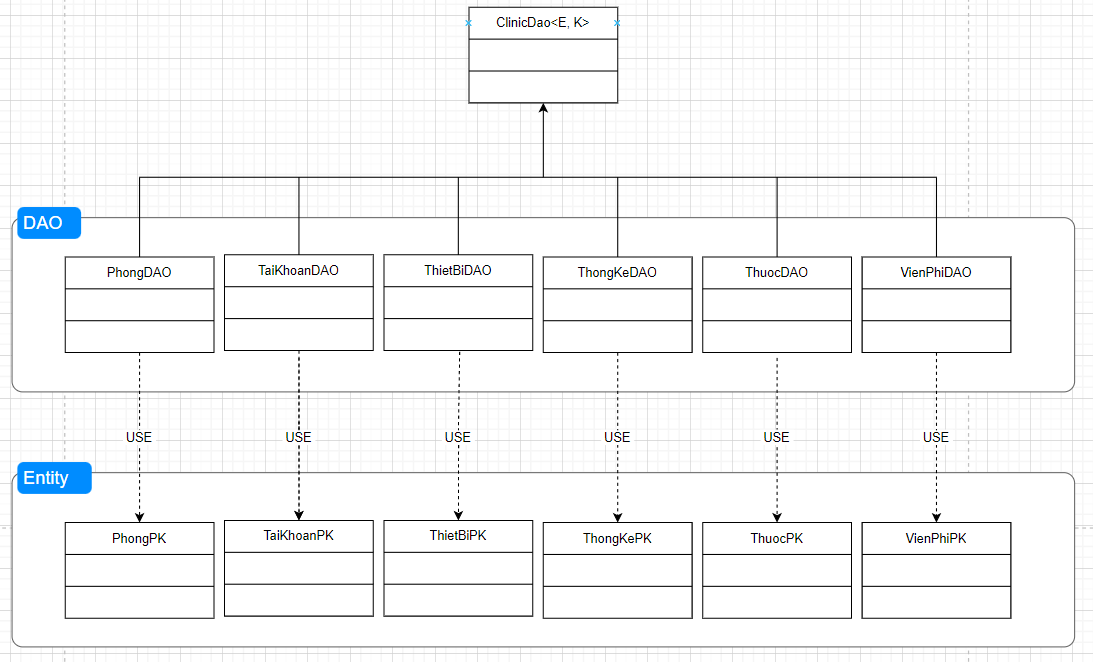 ClinicDao<E, K>
DAO
PhongDAO
TaiKhoanDAO
ThietBiDAO
ThongKeDAO
ThuocDAO
VienPhiDAO
USE
USE
USE
USE
USE
USE
Entity
PhongPK
TaiKhoanPK
ThietBiPK
ThongKePK
ThuocPK
VienPhiPK